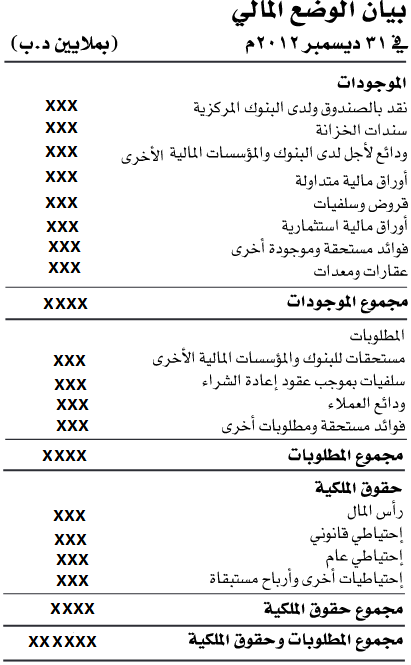 بيان الوضع المالي
في ٣١ ديسمبر ٢٠١٢م (بملايين د.ب)
الموجودات
نقد بالصندوق ولدى البنوك المركزية XXX
سندات الخزانة XXX
ودائع لأجل لدى البنوك والمؤسسات المالية الأخرى XXX
أوراق مالية متداولة XXX
قروض وسلفيات XXX
أوراق مالية استثمارية XXX
فوائد مستحقة وموجودة أخرى XXX
عقارات ومعدات XXX
مجموع الموجودات XXXX
المطلوبات
مستحقات للبنوك والمؤسسات المالية الأخرى XXX
سلفيات بموجب عقود إعادة الشراء XXX
ودائع العملاء XXX
فوائد مستحقة ومطلوبات أخرى XXX
مجموع المطلوبات XXXX
حقوق الملكية
رأس المال XXX
إحتياطي قانوني XXX
إحتياطي عام XXX
إحتياطيات أخرى وأرباح مستبقاة XXX
مجموع حقوق الملكية XXXX
مجموع المطلوبات وحقوق الملكية XXXXXX